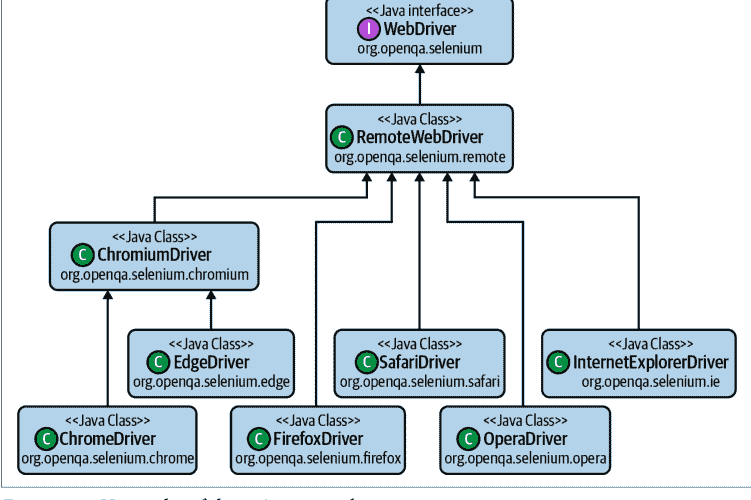 <<Java interface>>
I WebDriver
org.openqa.selenium
<<Java Class>>
C RemoteWebDriver
org.openqa.selenium.remote
<<Java Class>>
C ChromiumDriver
org.openqa.selenium.chromium
<<Java Class>>
C EdgeDriver
org.openqa.selenium.edge
<<Java Class>>
C SafariDriver
org.openqa.selenium.safari
<<Java Class>>
C InternetExplorerDriver
org.openqa.selenium.ie
<<Java Class>>
C ChromeDriver
org.openqa.selenium.chrome
<<Java Class>>
C FirefoxDriver
org.openqa.selenium.firefox
<<Java Class>>
C OperaDriver
org.openqa.selenium.opera